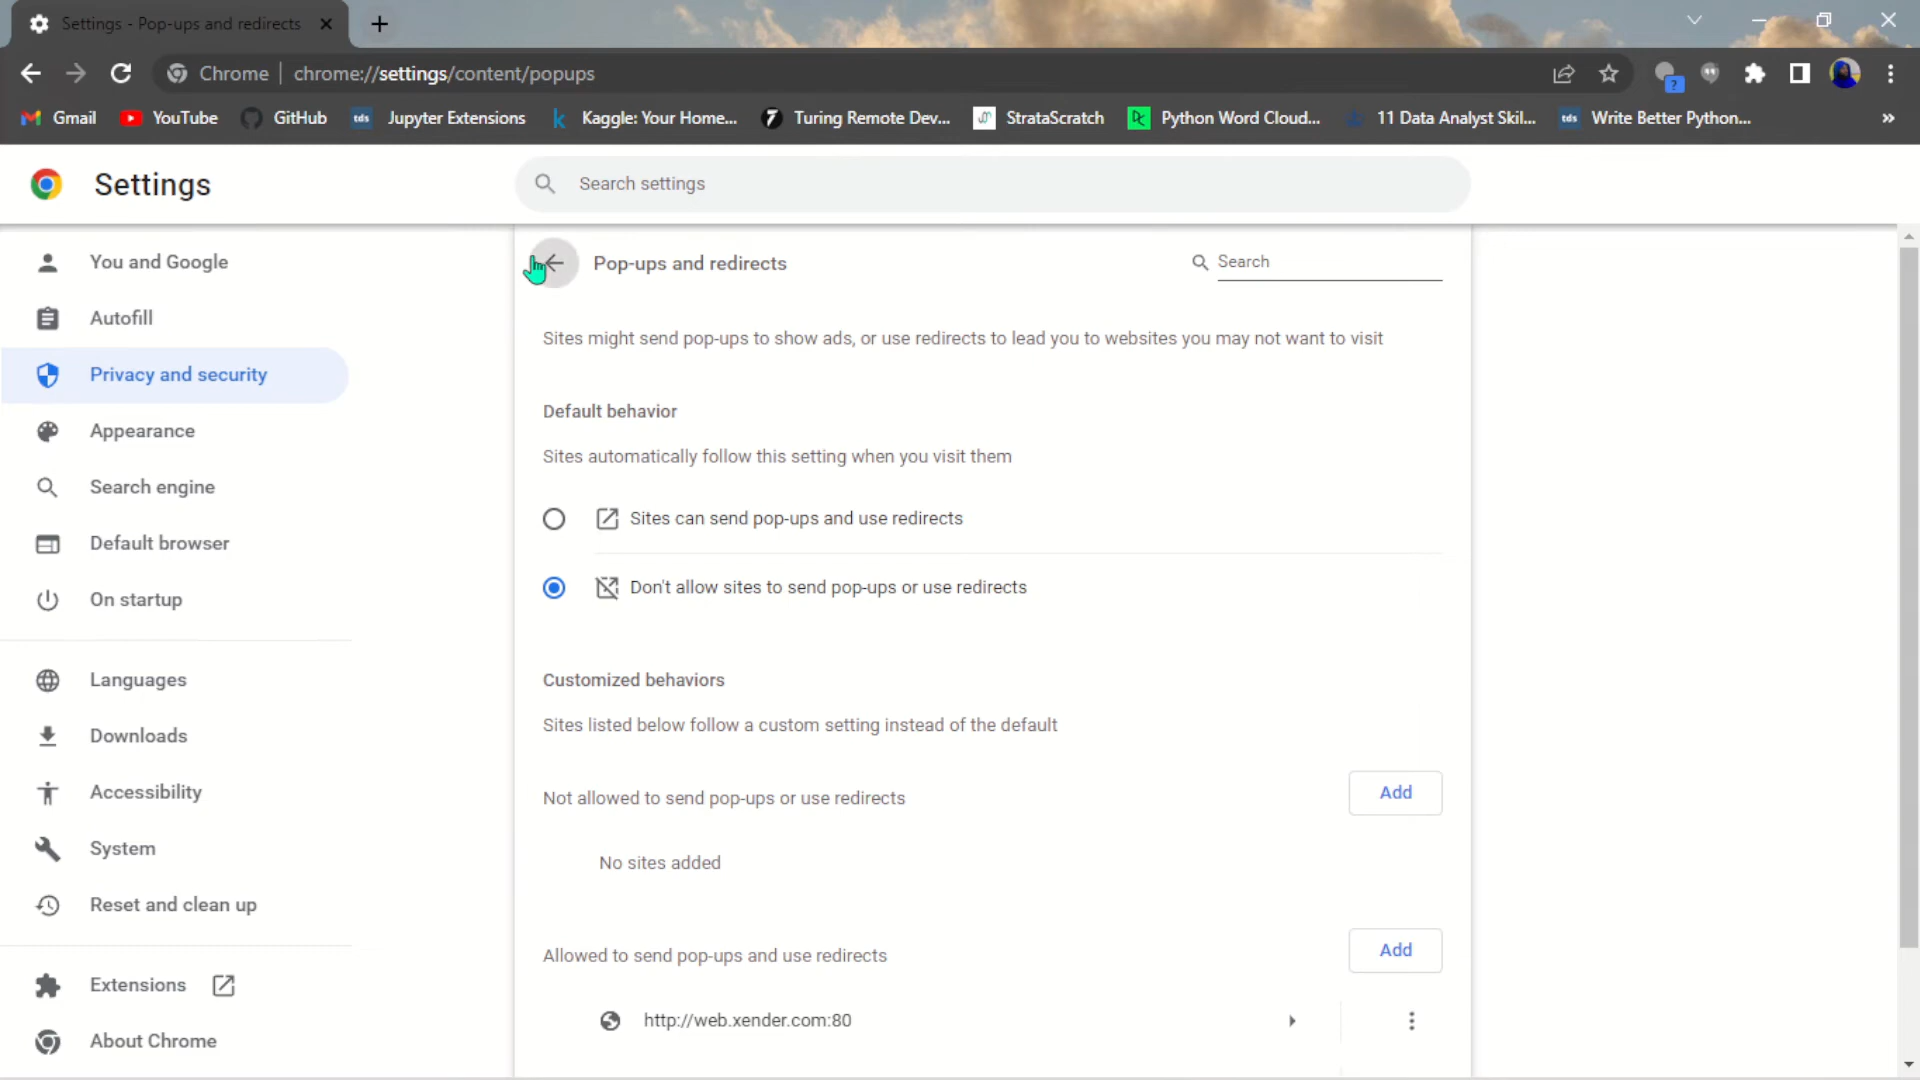 Settings - Pop-ups and redirects
Chrome
chrome://settings/content/popups
?
Gmail
YouTube
GitHub
tds
Jupyter Extensions
k
Kaggle: Your Home...
Turing Remote Dev...
StrataScratch
Python Word Cloud...
11 Data Analyst Skil...
tds
Write Better Python...
»
Settings
Search settings
You and Google
Autofill
Privacy and security
Appearance
Search engine
Default browser
On startup
Languages
Downloads
Accessibility
System
Reset and clean up
Extensions
About Chrome
Pop-ups and redirects
Search
Sites might send pop-ups to show ads, or use redirects to lead you to websites you may not want to visit
Default behavior
Sites automatically follow this setting when you visit them
Sites can send pop-ups and use redirects
Don't allow sites to send pop-ups or use redirects
Customized behaviors
Sites listed below follow a custom setting instead of the default
Not allowed to send pop-ups or use redirects
Add
No sites added
Allowed to send pop-ups and use redirects
Add
http://web.xender.com:80